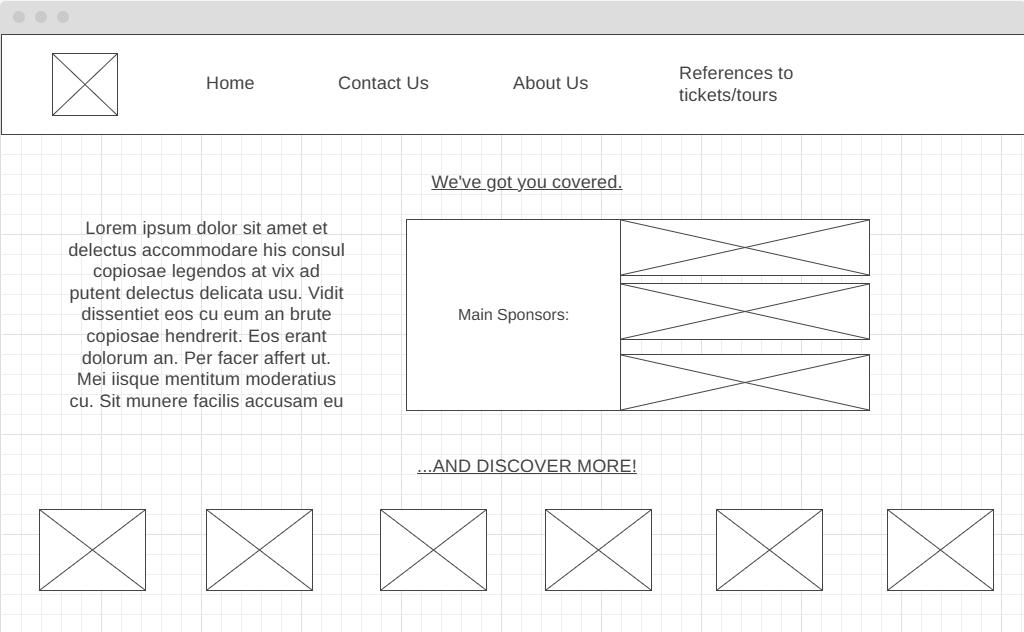 Home
Contact Us
About Us
References to
tickets/tours
We've got you covered.
Lorem ipsum dolor sit amet et
delectus accommodare his consul
copiosae legendos at vix ad
putent delectus delicata usu. Vidit
dissentiet eos cu eum an brute
copiosae hendrerit. Eos erant
dolorum an. Per facer affert ut.
Mei iisque mentitum moderatius
cu. Sit munere facilis accusam eu
Main Sponsors:
...AND DISCOVER MORE!